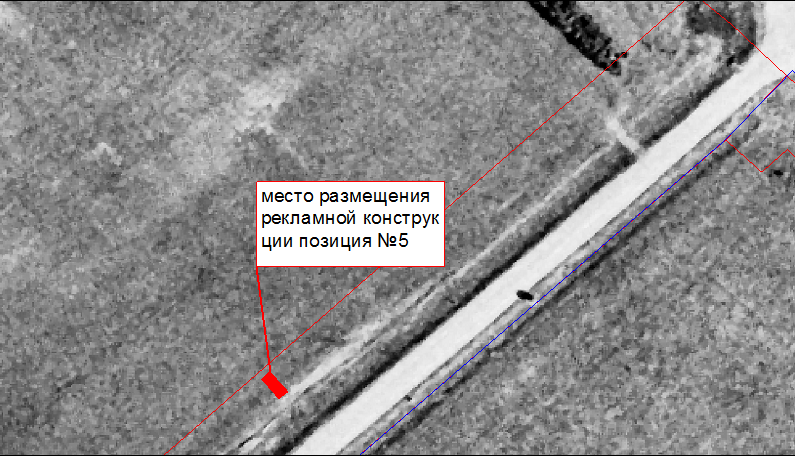 место размещения
рекламной конструк
ции позиция №5